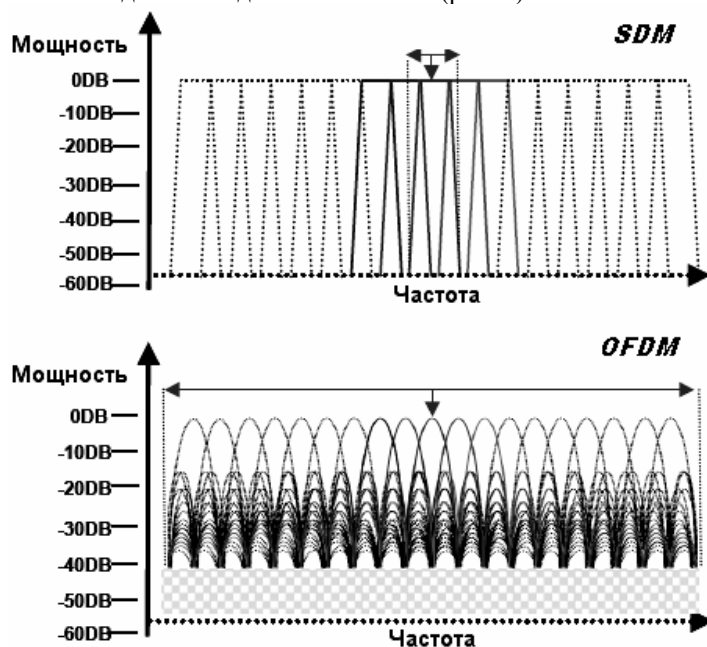 SDM
Мощность
0DB
-10DB
-20DB
-30DB
-40DB
-50DB
-60DB
Частота
OFDM
Мощность
0DB
-10DB
-20DB
-30DB
-40DB
-50DB
-60DB
Частота